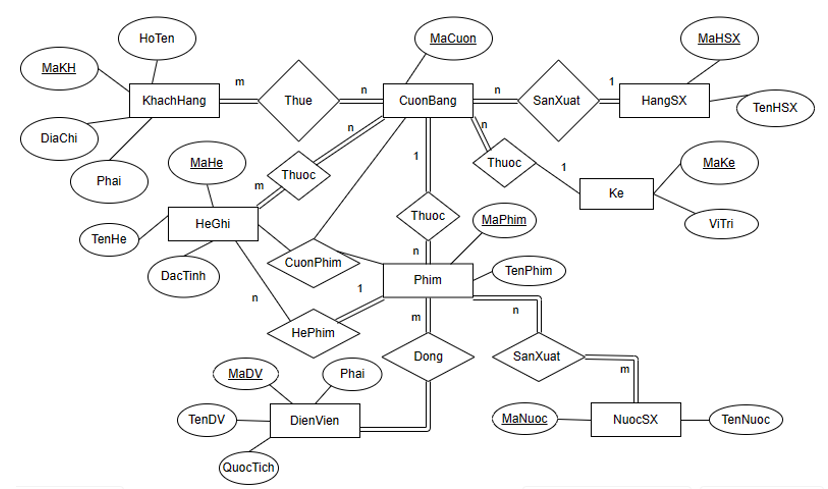 HoTen
MaCuon
MaHSX
MaKH
m
n
n
1
KhachHang
Thue
CuonBang
SanXuat
HangSX
TenHSX
DiaChi
n
n
MaHe
1
Thuoc
1
MaKe
Phai
Thuoc
m
Ke
HeGhi
Thuoc
MaPhim
ViTri
TenHe
n
CuonPhim
TenPhim
DacTinh
Phim
n
1
n
m
HePhim
Dong
SanXuat
MaDV
Phai
m
TenDV
DienVien
MaNuoc
NuocSX
TenNuoc
QuocTich